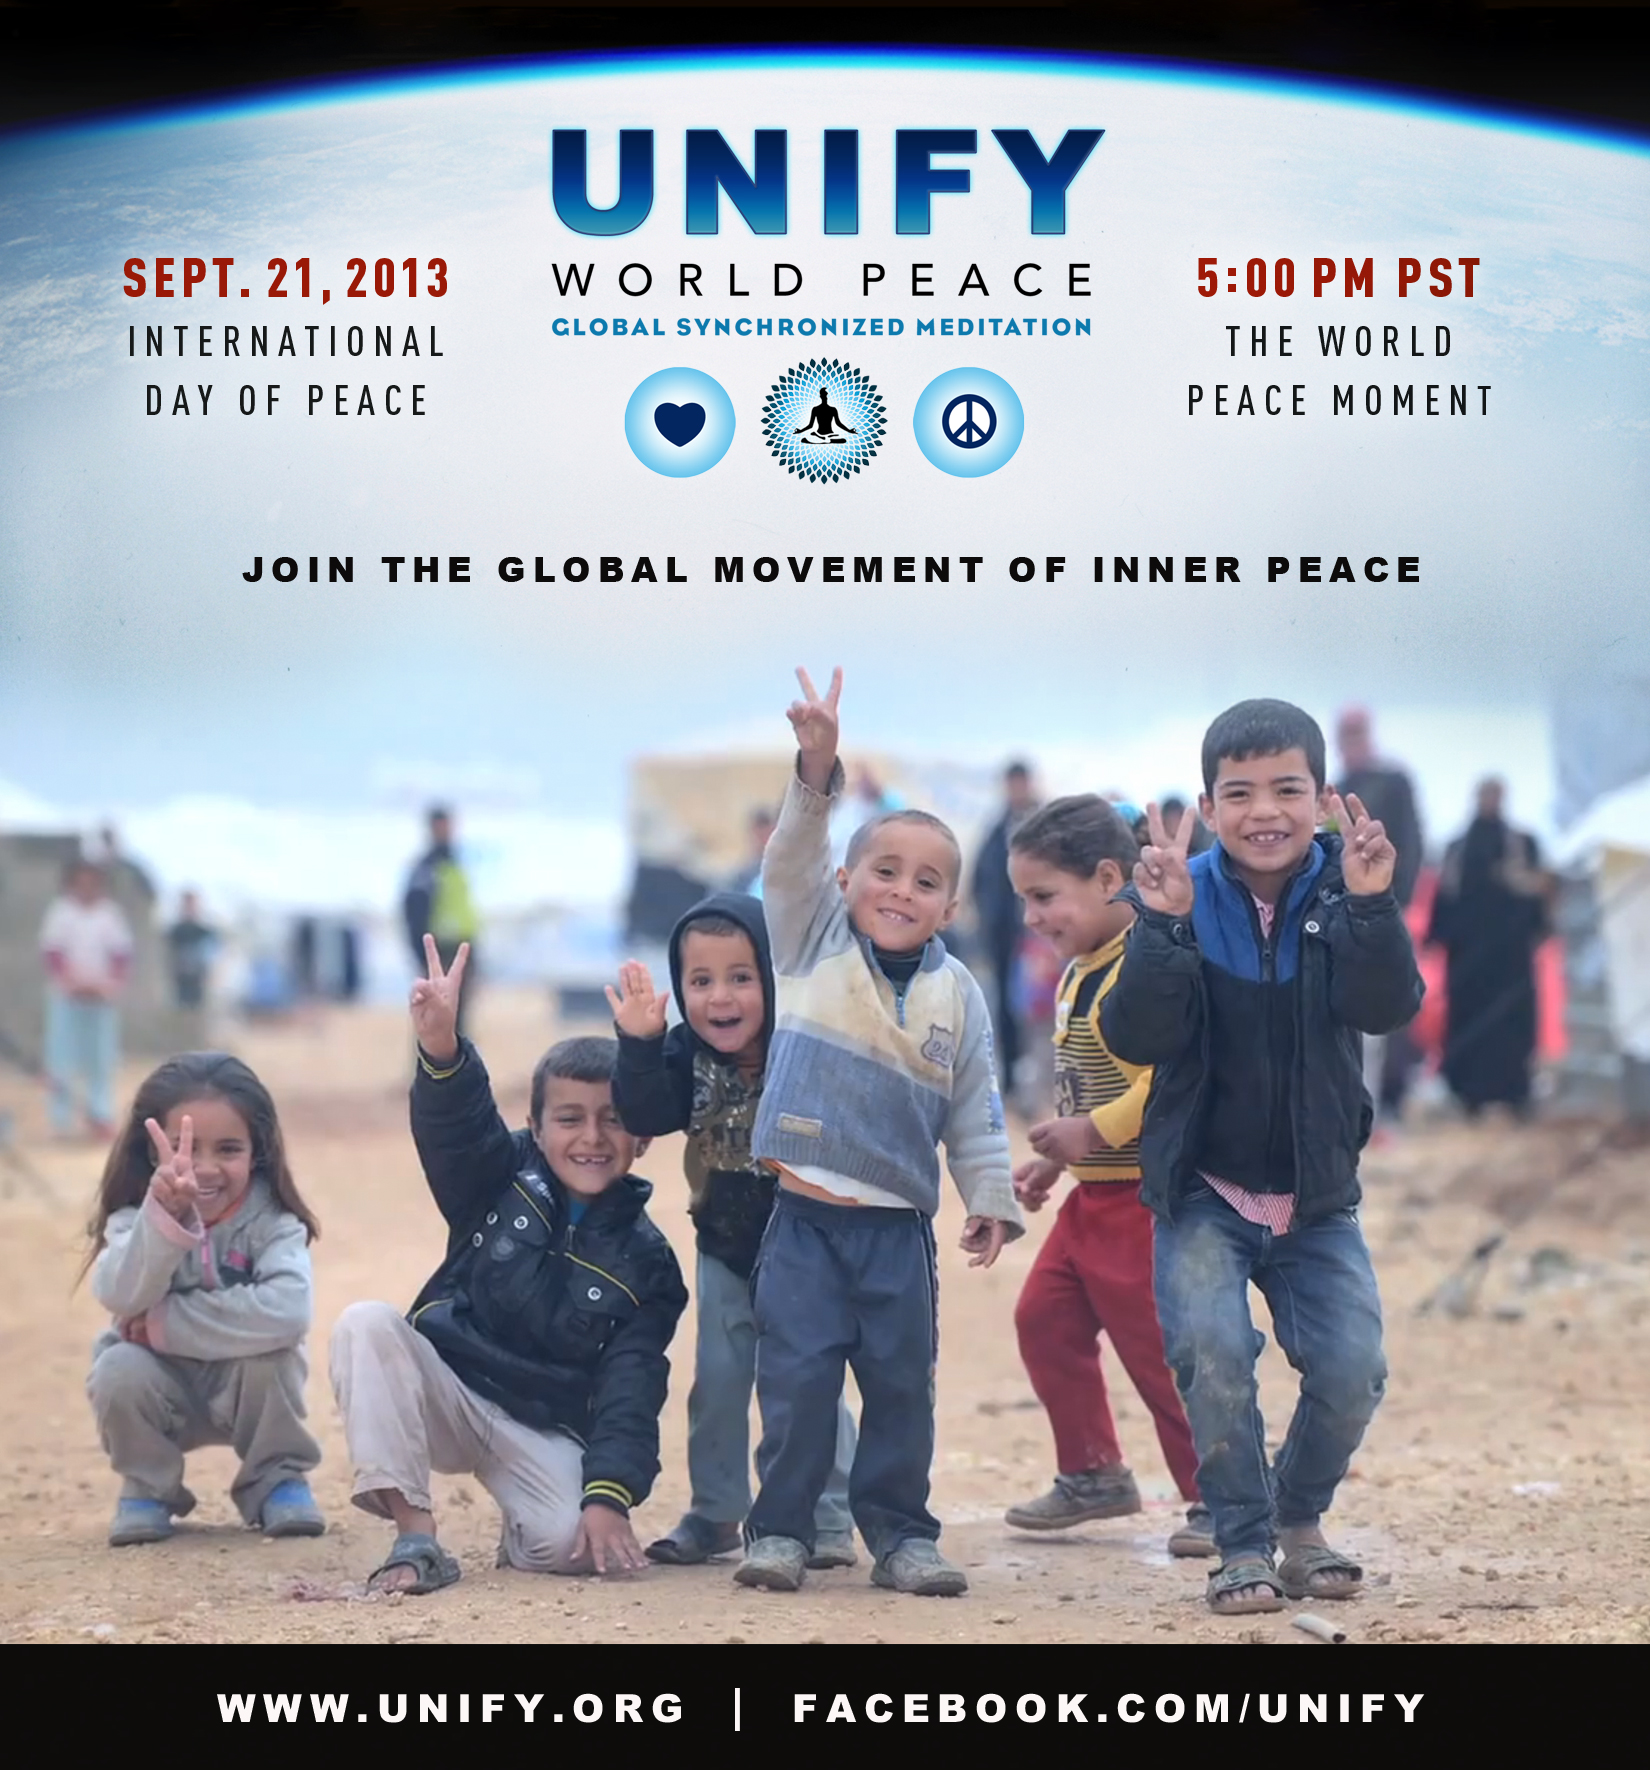 UNIFY
WORLD PEACE
GLOBAL SYNCHRONIZED MEDITATION
SEPT. 21, 2013
INTERNATIONAL
DAY OF PEACE
5:00 PM PST
THE WORLD
PEACE MOMENT
JOIN THE GLOBAL MOVEMENT OF INNER PEACE
WWW.UNIFY.ORG | FACEBOOK.COM/UNIFY